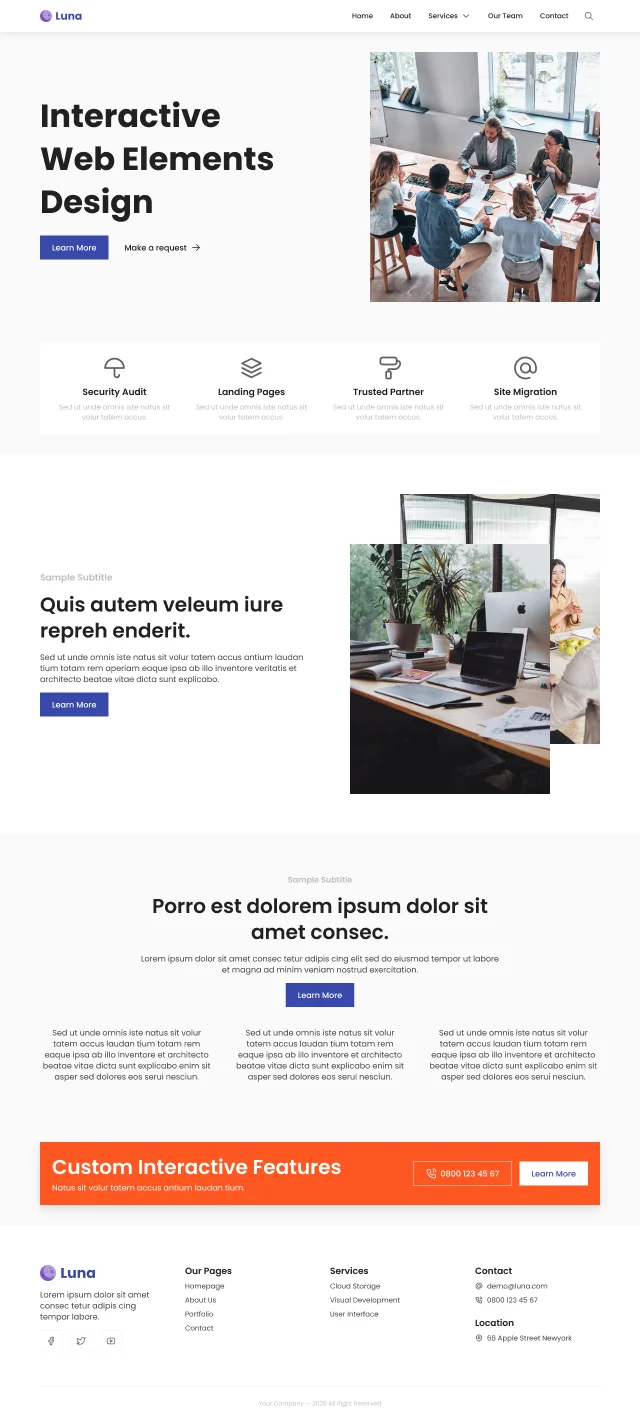 Luna
Home About Services Our Team Contact
Interactive
Web Elements
Design
Learn More Make a request
Security Audit
Sed ut unde omnis iste natus sit
volur tatem occus.
Landing Pages
Sed ut unde omnis iste natus sit
volur tatem accus.
Trusted Partner
Sed ut unde omnis iste natus sit
volur tatem accus.
Site Migration
Sed ut unde omnis iste natus sit
volur tatem occus.
Sample Subtitle
Quis autem veleum iure
repreh enderit.
Sed ut unde omnis iste natus sit volur tatem accus antium laudan
tium totam rem aperiam eaque ipsa ab illo inventore veritatis et
architecto beatae vitae dicta sunt explicabo.
Learn More
Sample Subtitle
Porro est dolorem ipsum dolor sit
amet consec.
Lorem ipsum dolor sit amet consec tetur adipis cing elit sed do eiusmod tempor ut labore
et magna ad minim veniam nostrud exercitation.
Learn More
Sed ut unde omnis iste natus sit volur
tatem accus laudan tium totam rem
eaque ipsa ab illo inventore et architecto
beatae vitae dicta sunt explicabo enim sit
asper sed dolores eos serui nesciun.
Sed ut unde omnis iste natus sit volur
tatem accus laudan tium totam rem
eaque ipsa ab illo inventore et architecto
beatae vitae dicta sunt explicabo enim sit
asper sed dolores eos serui nesciun.
Sed ut unde omnis iste natus sit volur
tatem accus laudan tium totam rem
eaque ipsa ab illo inventore et architecto
beatae vitae dicta sunt explicabo enim sit
asper sed dolores eos serui nesciun.
Custom Interactive Features
Natus sit volur tatem accus antium laudan tium.
0800 123 45 67
Learn More
Luna
Lorem ipsum dolor sit amet
consec tetur adipis cing
tempor labore.
Our Pages
Homepage
About Us
Portfolio
Contact
Services
Cloud Storage
Visual Development
User Interface
Contact
demo@luna.com
0800 123 45 67
Location
68 Apple Street Newyork
Your Company — 2025 All Right Reserved